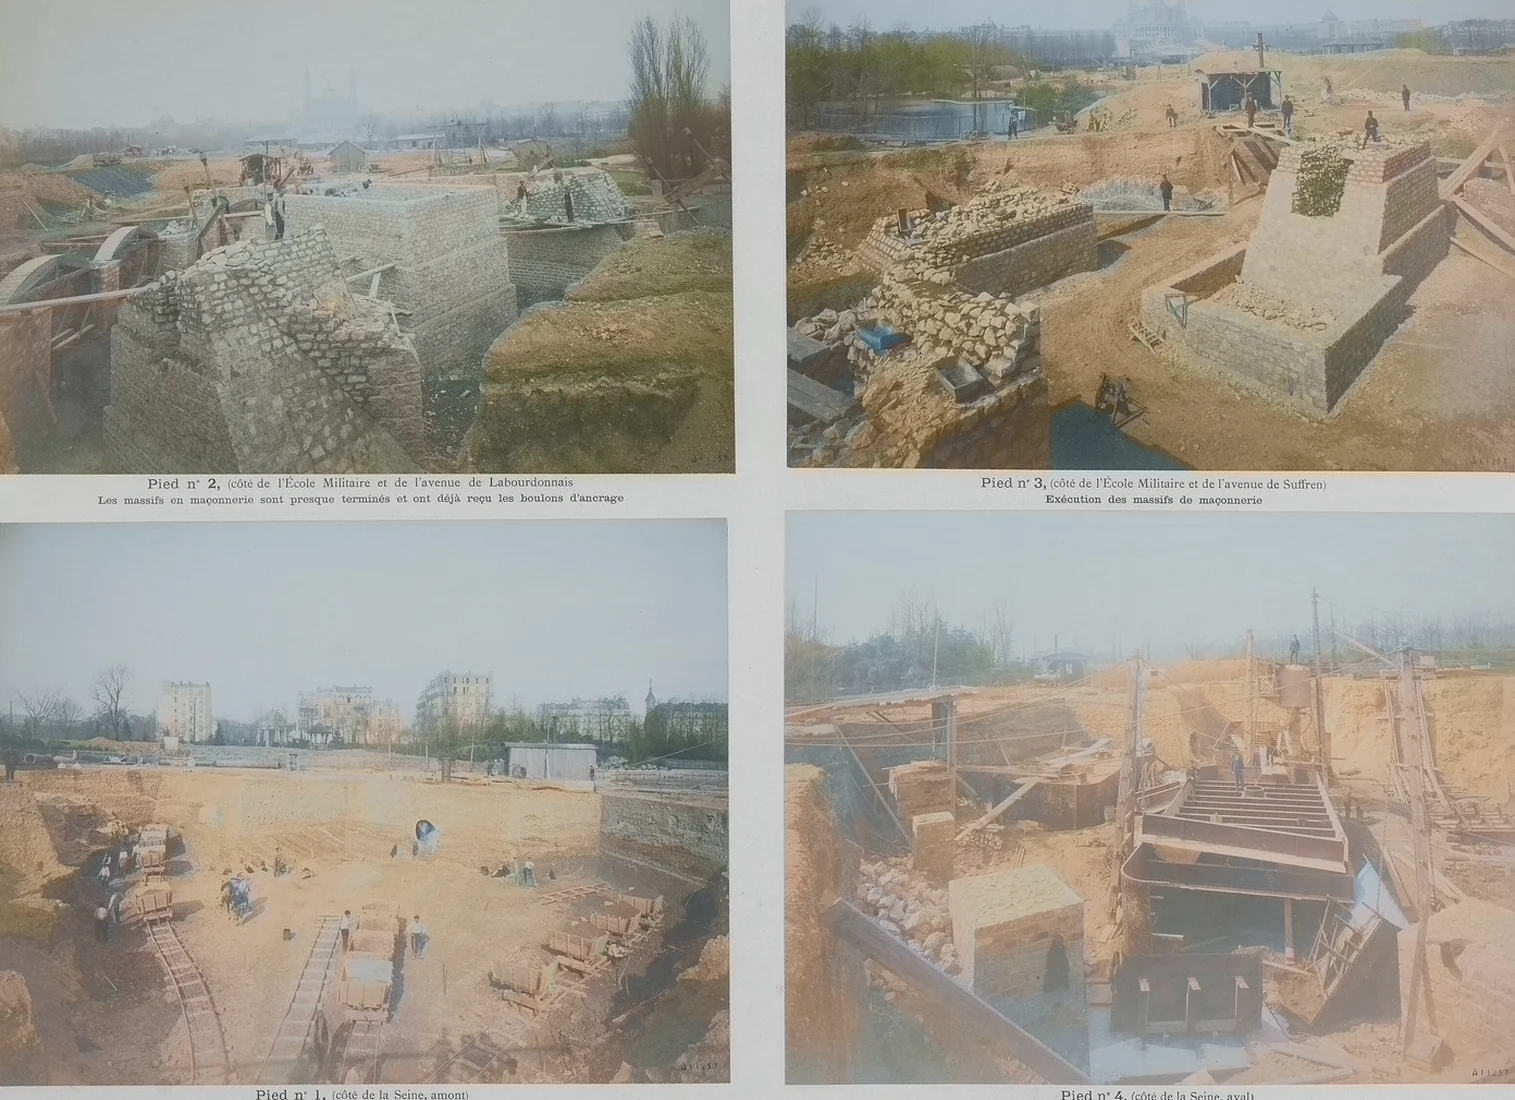 Pied n° 2, (côté de l'École Militaire et de l'avenue de Labourdonnais
Les massifs en maçonnerie sont presque terminés et ont déjà reçu les boulons d'ancrage
Pied n° 3, (côté de l'École Militaire et de l'avenue de Suffren)
Exécution des massifs de maçonnerie
Pied n° 1, (côté de la Seine, amont)
Pied n° 4, (côté de la Seine, aval)